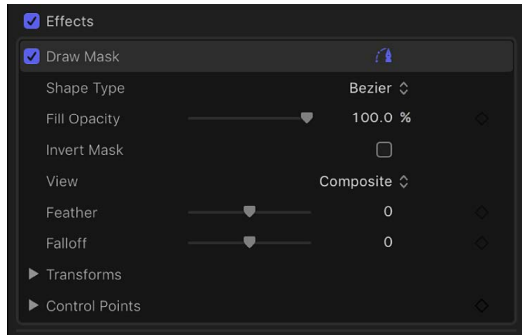 Effects
Draw Mask
Shape Type Bezier
Fill Opacity 100.0 %
Invert Mask
View Composite
Feather 0
Falloff 0
Transforms
Control Points